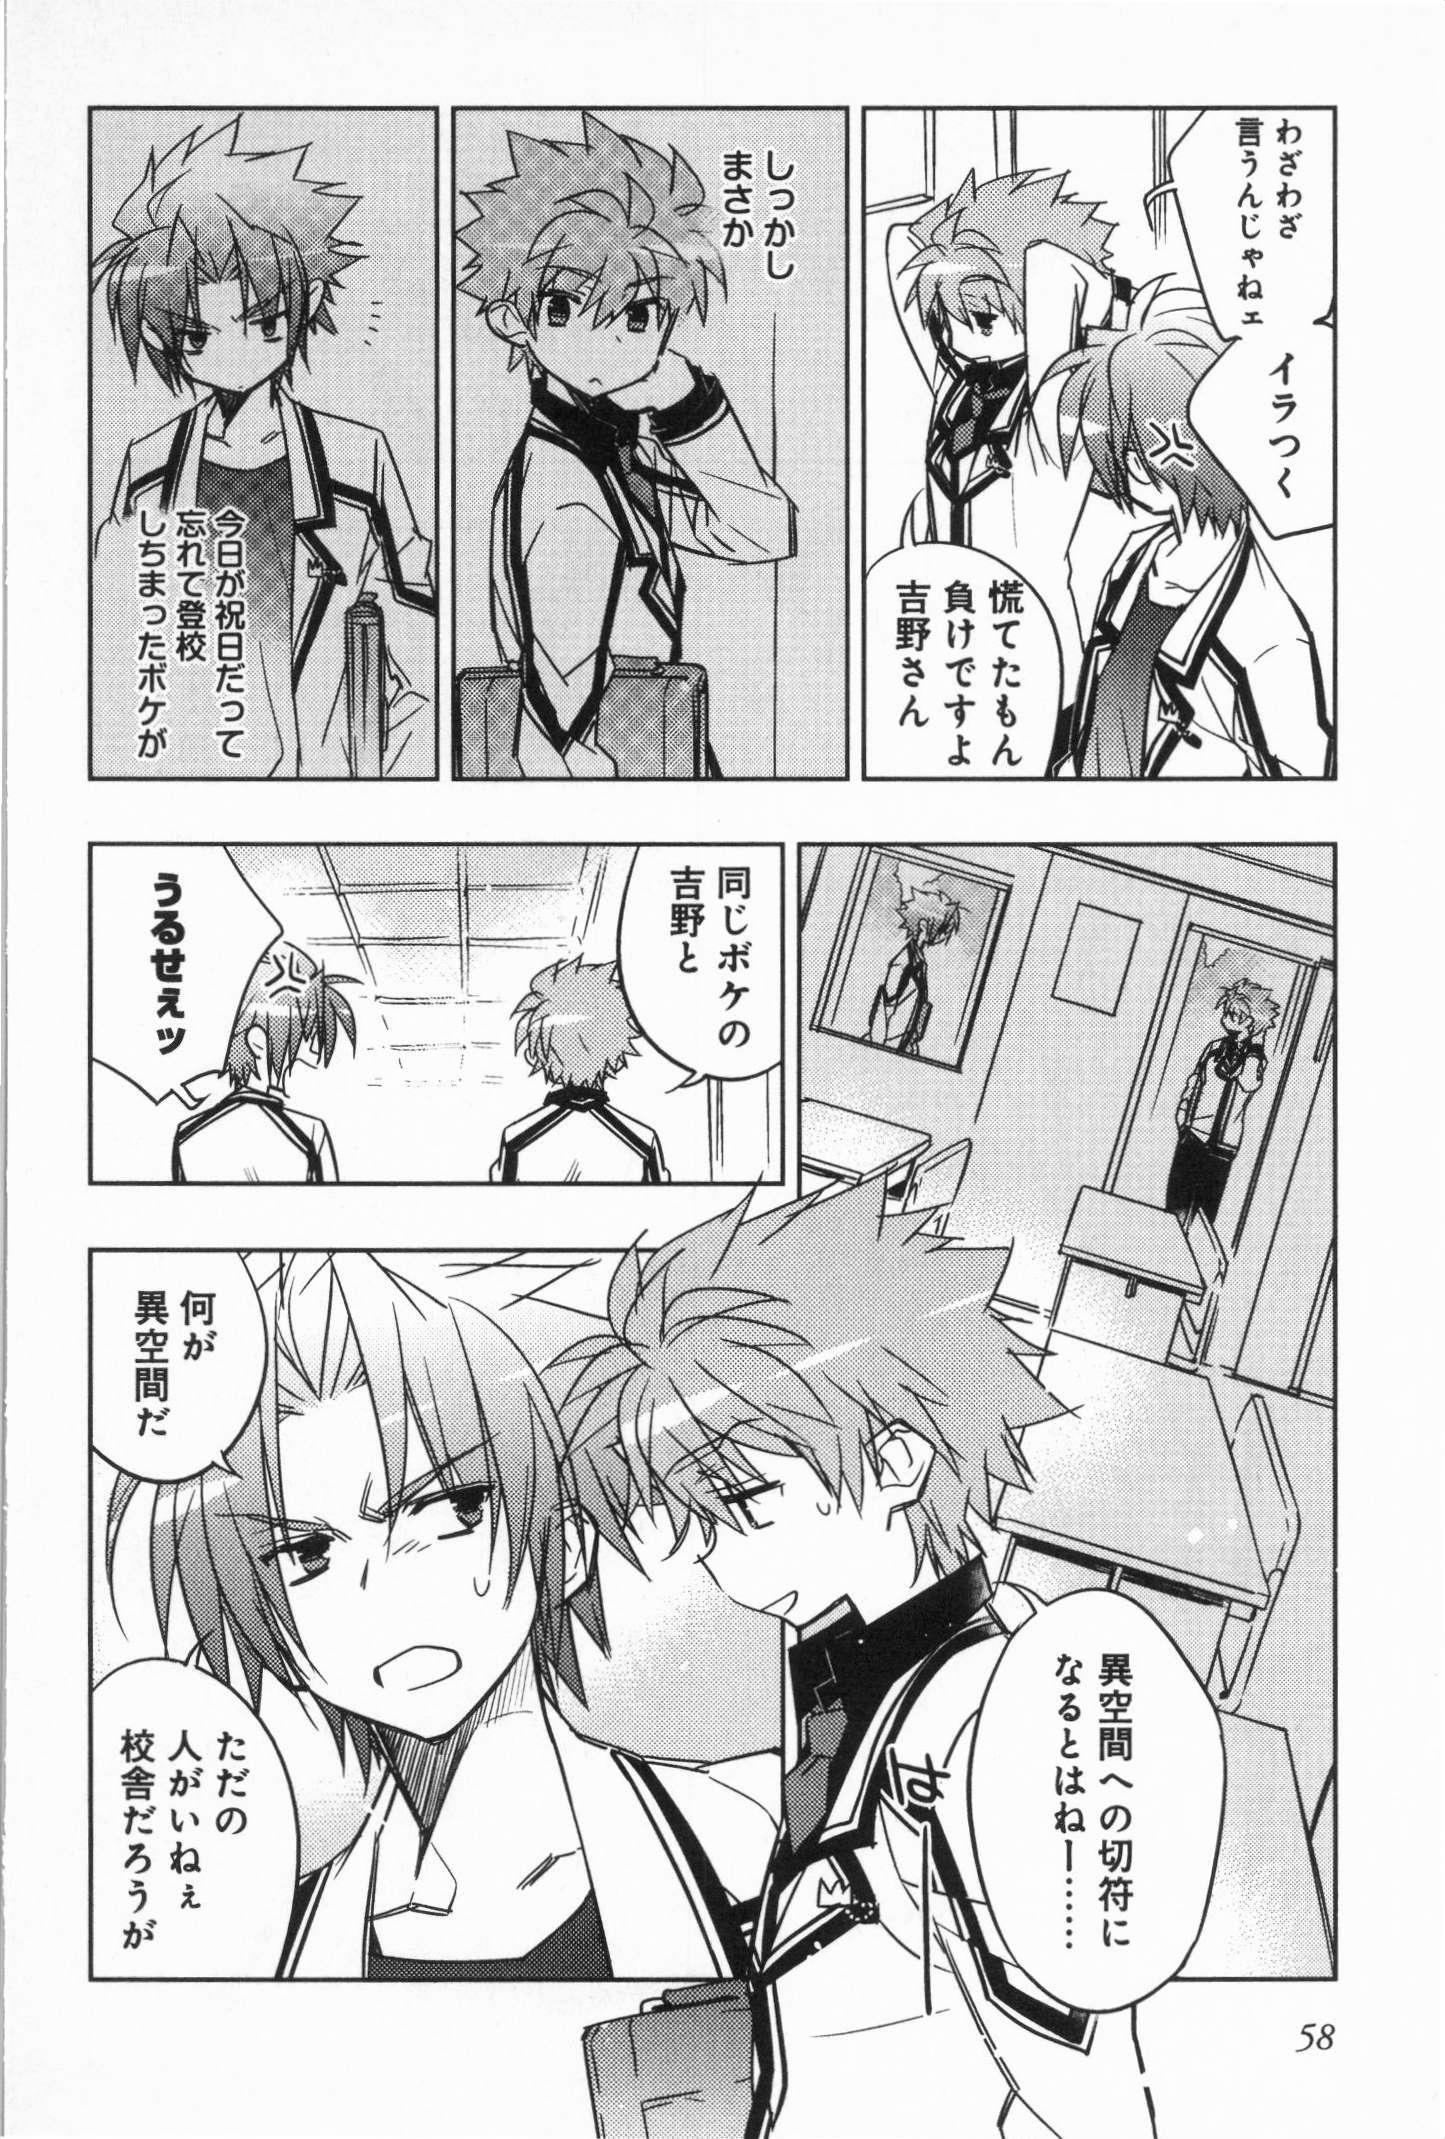 わざわざ
言うんじゃねェ
イラつく
慌てたもん
負けですよ
吉野さん
しっかし
まさか
今日が祝日だって
忘れて登校
しちまったボケが
同じボケの
吉野と
うるせぇッ
異空間への切符に
なるとはねー……
は
何が
異空間だ
ただの
人がいねぇ
校舎だろうが
58